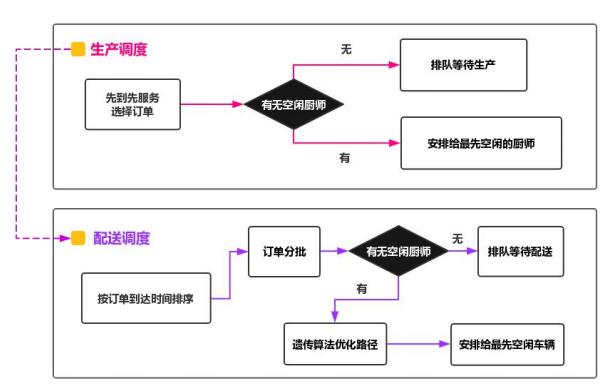 生产调度
无
排队等待生产
先到先服务
选择订单
有无空闲厨师
安排给最先空闲的厨师
有
配送调度
订单分批
有无空闲厨师
无
排队等待配送
按订单到达时间排序
有
遗传算法优化路径
安排给最先空闲车辆